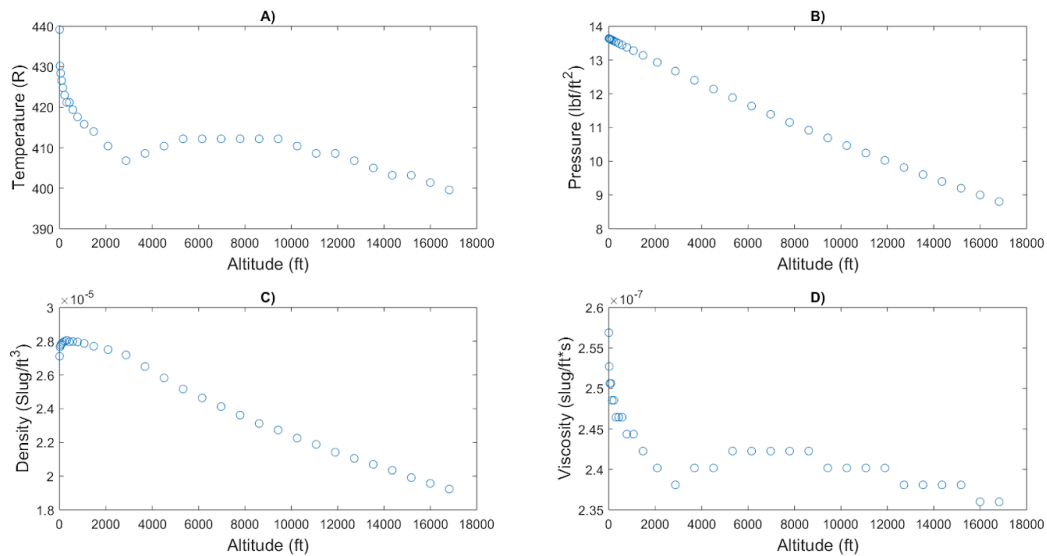 A)
440
430
420
410
400
390
Temperature (R)
0 2000 4000 6000 8000 10000 12000 14000 16000 18000
Altitude (ft)
B)
14
13
12
11
10
9
8
Pressure (lbf/ft²)
0 2000 4000 6000 8000 10000 12000 14000 16000 18000
Altitude (ft)
C)
×10⁻⁵
3
2.8
2.6
2.4
2.2
2
1.8
Density (Slug/ft³)
0 2000 4000 6000 8000 10000 12000 14000 16000 18000
Altitude (ft)
D)
×10⁻⁷
2.6
2.55
2.5
2.45
2.4
2.35
Viscosity (slug/ft*s)
0 2000 4000 6000 8000 10000 12000 14000 16000 18000
Altitude (ft)